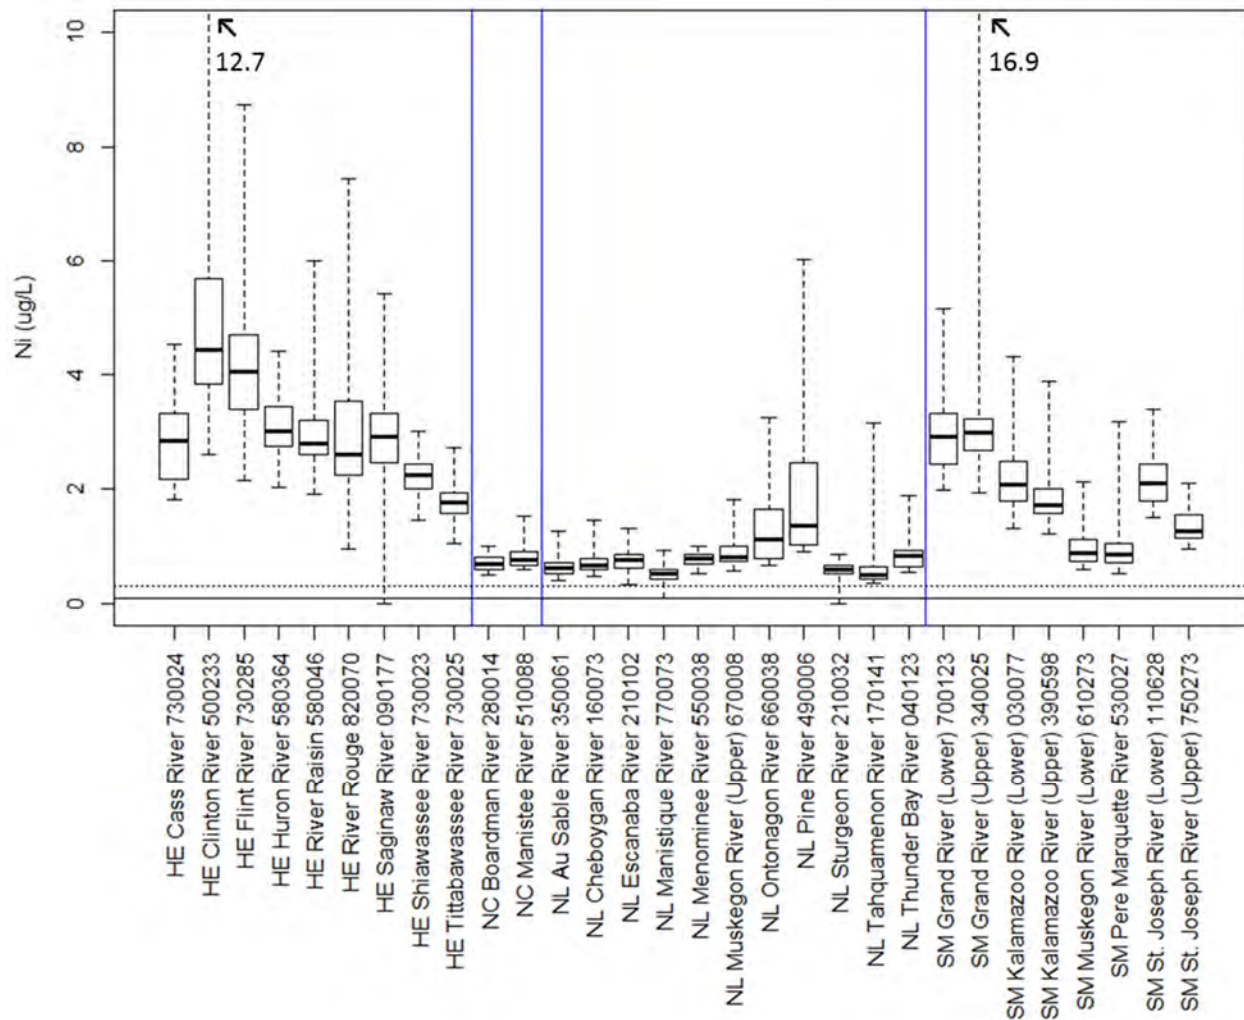 12.7
16.9
Ni (ug/L)
10
8
6
4
2
0
HE Cass River 730024
HE Clinton River 500233
HE Flint River 730285
HE Huron River 580364
HE River Raisin 580046
HE River Rouge 820070
HE Saginaw River 090177
HE Shiawassee River 730023
HE Tittabawassee River 730025
NC Boardman River 280014
NC Manistee River 510088
NL Au Sable River 350061
NL Cheboygan River 160073
NL Escanaba River 210102
NL Manistique River 770073
NL Menominee River 550038
NL Muskegon River (Upper) 670008
NL Ontonagon River 660038
NL Pine River 490006
NL Sturgeon River 210032
NL Tahquamenon River 170141
NL Thunder Bay River 040123
SM Grand River (Lower) 700123
SM Grand River (Upper) 340025
SM Kalamazoo River (Lower) 030077
SM Kalamazoo River (Upper) 390598
SM Muskegon River (Lower) 610273
SM Pere Marquette River 530027
SM St. Joseph River (Lower) 110628
SM St. Joseph River (Upper) 750273